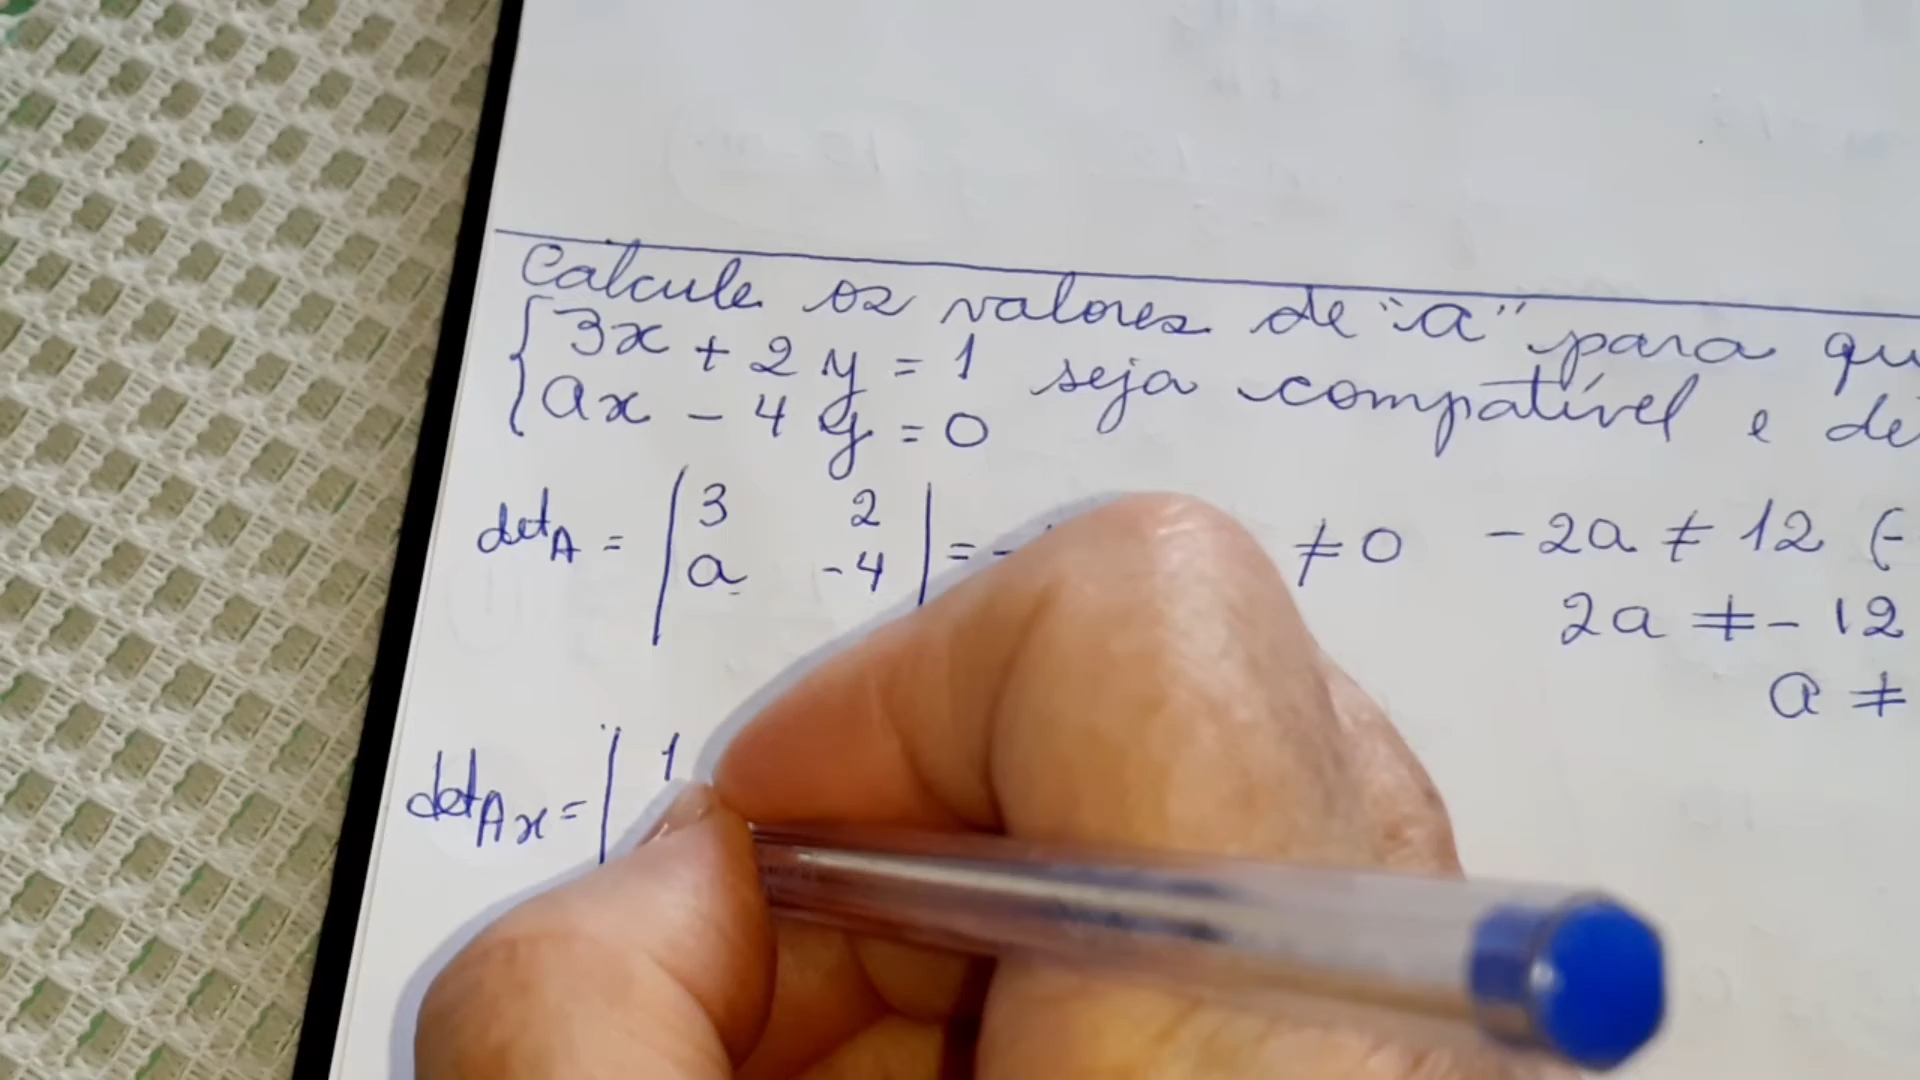 Calcule os valores de "a" para qu
3x + 2y = 1 seja compatível e de
ax - 4y = 0
detA = | 3 2 | = - ≠ 0 -2a ≠ 12 (-
a -4
2a ≠ - 12
a ≠
detAx = | 1